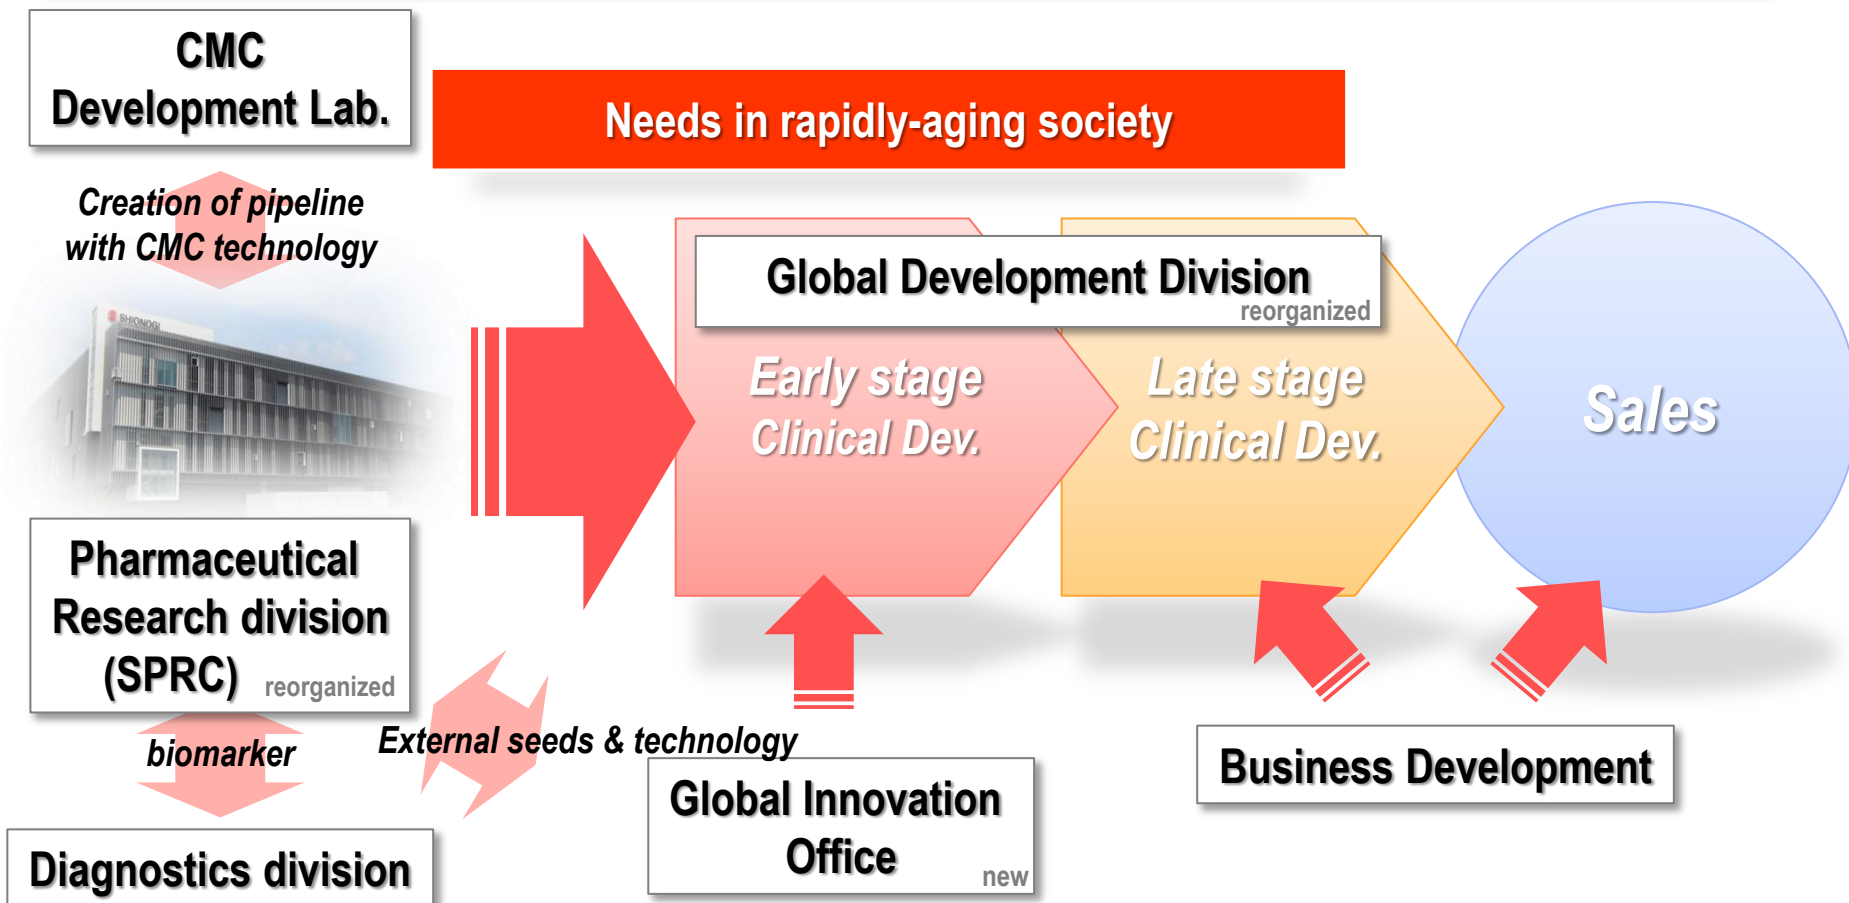 CMC
Development Lab.
Needs in rapidly-aging society
Creation of pipeline
with CMC technology
SHIONOGI
Global Development Division
reorganized
Early stage
Clinical Dev.
Late stage
Clinical Dev.
Sales
Pharmaceutical
Research division
(SPRC) reorganized
biomarker
External seeds & technology
Business Development
Global Innovation
Office
new
Diagnostics division